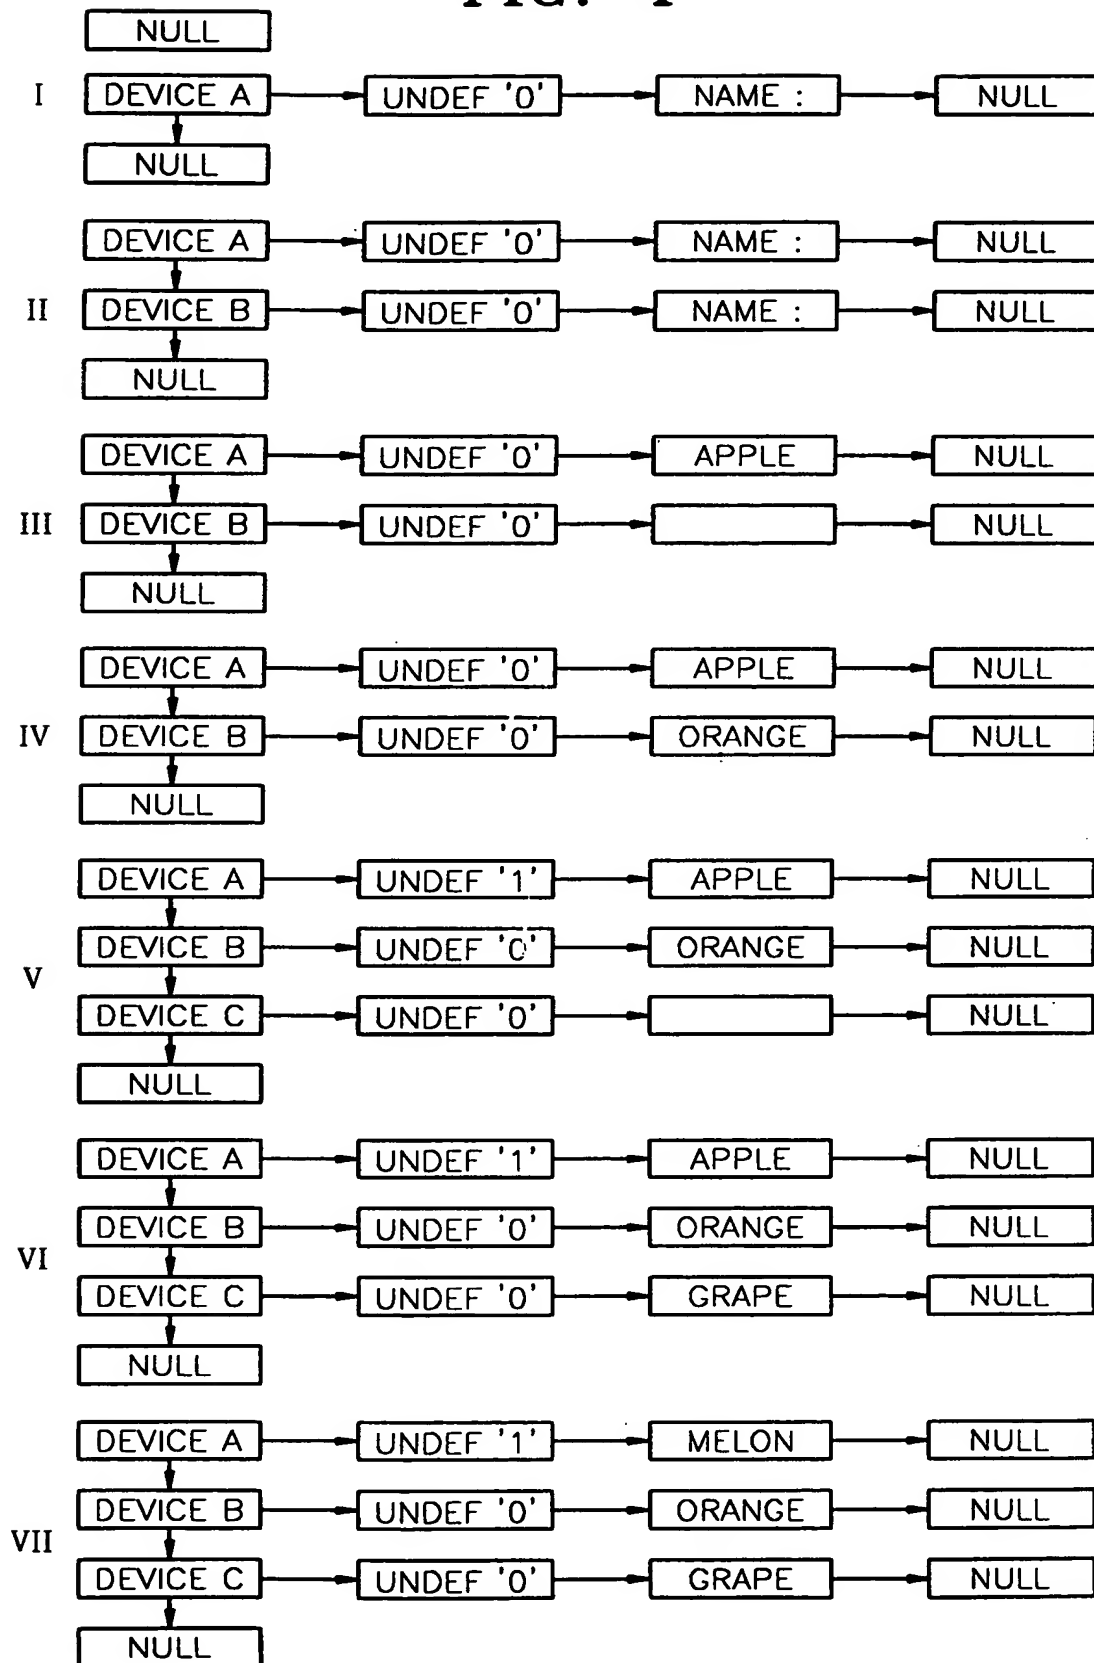 NULL
I DEVICE A UNDEF '0' NAME : NULL
NULL
DEVICE A UNDEF '0' NAME : NULL
II DEVICE B UNDEF '0' NAME : NULL
NULL
DEVICE A UNDEF '0' APPLE NULL
III DEVICE B UNDEF '0' NULL
NULL
DEVICE A UNDEF '0' APPLE NULL
IV DEVICE B UNDEF '0' ORANGE NULL
NULL
DEVICE A UNDEF '1' APPLE NULL
DEVICE B UNDEF '0' ORANGE NULL
V
DEVICE C UNDEF '0' NULL
NULL
DEVICE A UNDEF '1' APPLE NULL
DEVICE B UNDEF '0' ORANGE NULL
VI
DEVICE C UNDEF '0' GRAPE NULL
NULL
DEVICE A UNDEF '1' MELON NULL
DEVICE B UNDEF '0' ORANGE NULL
VII
DEVICE C UNDEF '0' GRAPE NULL
NULL